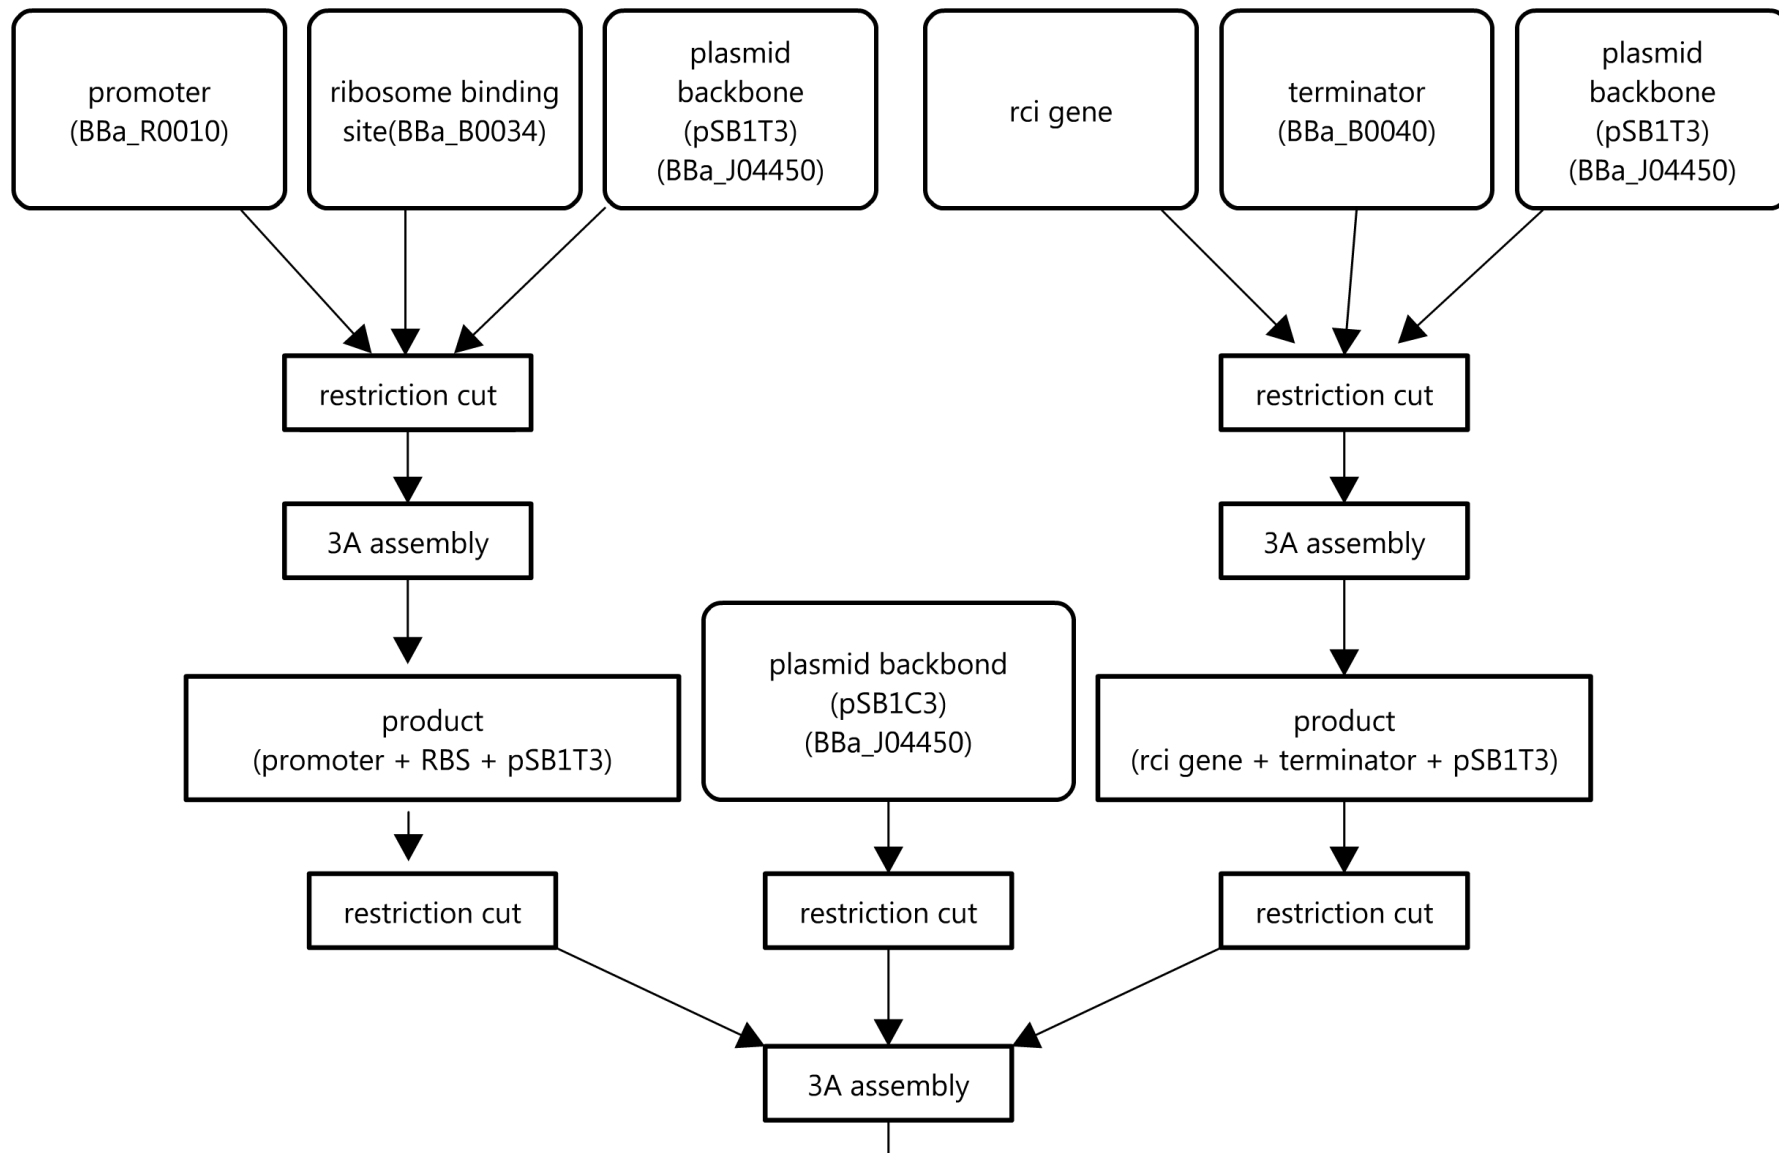 promoter
(BBa_R0010)
ribosome binding
site(BBa_B0034)
plasmid
backbone
(pSB1T3)
(BBa_J04450)
rci gene
terminator
(BBa_B0040)
plasmid
backbone
(pSB1T3)
(BBa_J04450)
restriction cut
restriction cut
3A assembly
3A assembly
product
(promoter + RBS + pSB1T3)
plasmid backbond
(pSB1C3)
(BBa_J04450)
product
(rci gene + terminator + pSB1T3)
restriction cut
restriction cut
restriction cut
3A assembly